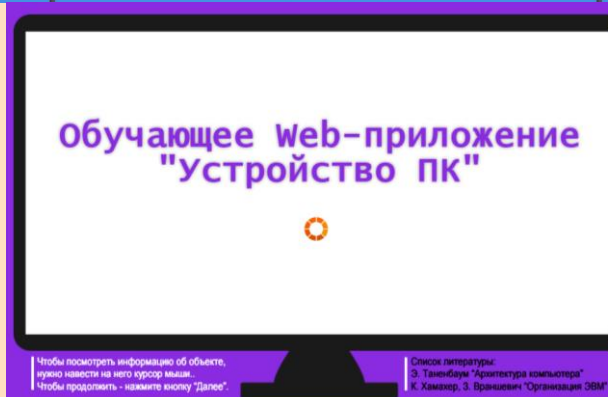 Обучающее Web-приложение
"Устройство ПК"
Чтобы посмотреть информацию об объекте,
нужно навести на него курсор мыши..
Чтобы продолжить - нажмите кнопку "Далее".
Список литературы:
Э. Таненбаум "Архитектура компьютера"
К. Хамахер, З. Враншевич "Организация ЭВМ"